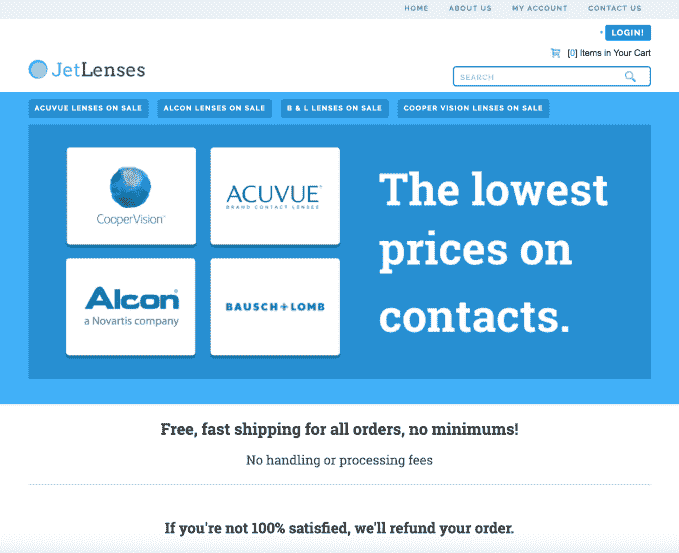 HOME ABOUT US MY ACCOUNT CONTACT US
LOGIN!
[0] Items in Your Cart
JetLenses
SEARCH
ACUVUE LENSES ON SALE ALCON LENSES ON SALE B & L LENSES ON SALE COOPER VISION LENSES ON SALE
CooperVision™
ACUVUE®
BRAND CONTACT LENSES
Alcon®
a Novartis company
BAUSCH+LOMB
The lowest
prices on
contacts.
Free, fast shipping for all orders, no minimums!
No handling or processing fees
If you're not 100% satisfied, we'll refund your order.